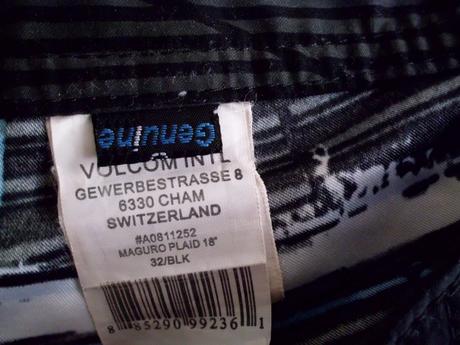 Genuine
VOLCOM INTL
GEWERBESTRASSE 8
6330 CHAM
SWITZERLAND
#A0811252
MAGURO PLAID 18"
32/BLK
8 85290 99236 1